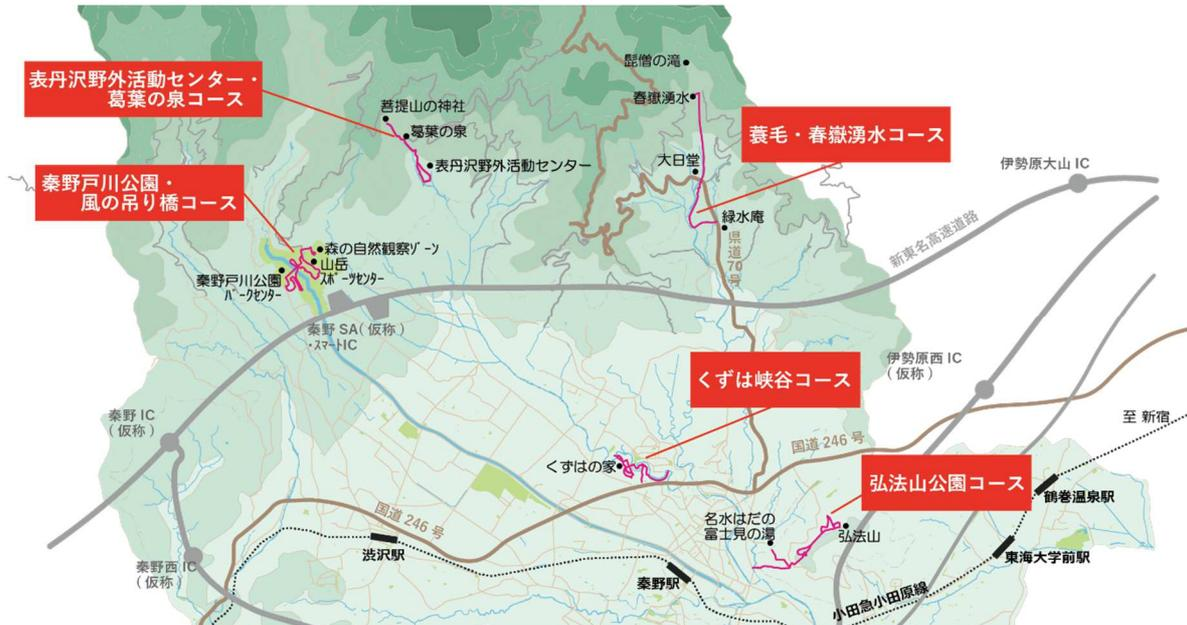 髭僧の滝
表丹沢野外活動センター・
葛葉の泉コース
春嶽湧水
菩提山の神社
葛葉の泉
蓑毛・春嶽湧水コース
大日堂
表丹沢野外活動センター
伊勢原大山 IC
秦野戸川公園・
風の吊り橋コース
緑水庵
新東名高速道路
県道
70
号
森の自然観察ゾーン
山岳
スポーツセンター
秦野戸川公園
パークセンター
秦野 SA(仮称)
・スマートIC
伊勢原西 IC
(仮称)
くずは峡谷コース
秦野 IC
(仮称)
至 新宿
国道 246 号
くずはの家
弘法山公園コース
鶴巻温泉駅
国道 246 号
名水はだの
富士見の湯
弘法山
渋沢駅
東海大学前駅
秦野西 IC
(仮称)
秦野駅
小田急小田原線